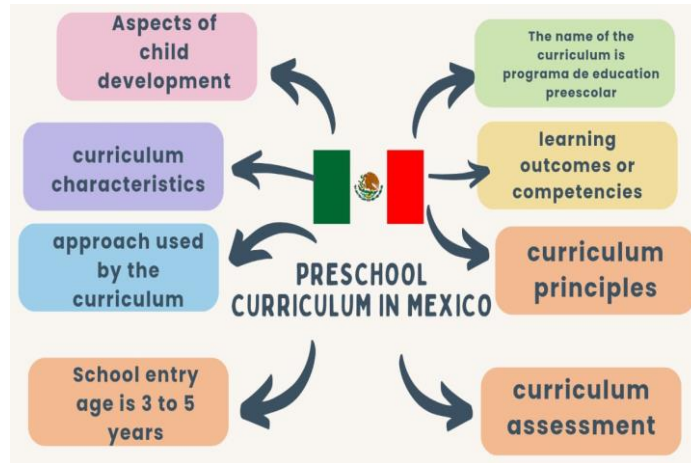 Aspects of
child
development
The name of the
curriculum is
programa de education
preescolar
curriculum
characteristics
learning
outcomes or
competencies
approach used
by the
curriculum
curriculum
principles
PRESCHOOL
CURRICULUM IN MEXICO
School entry
age is 3 to 5
years
curriculum
assessment